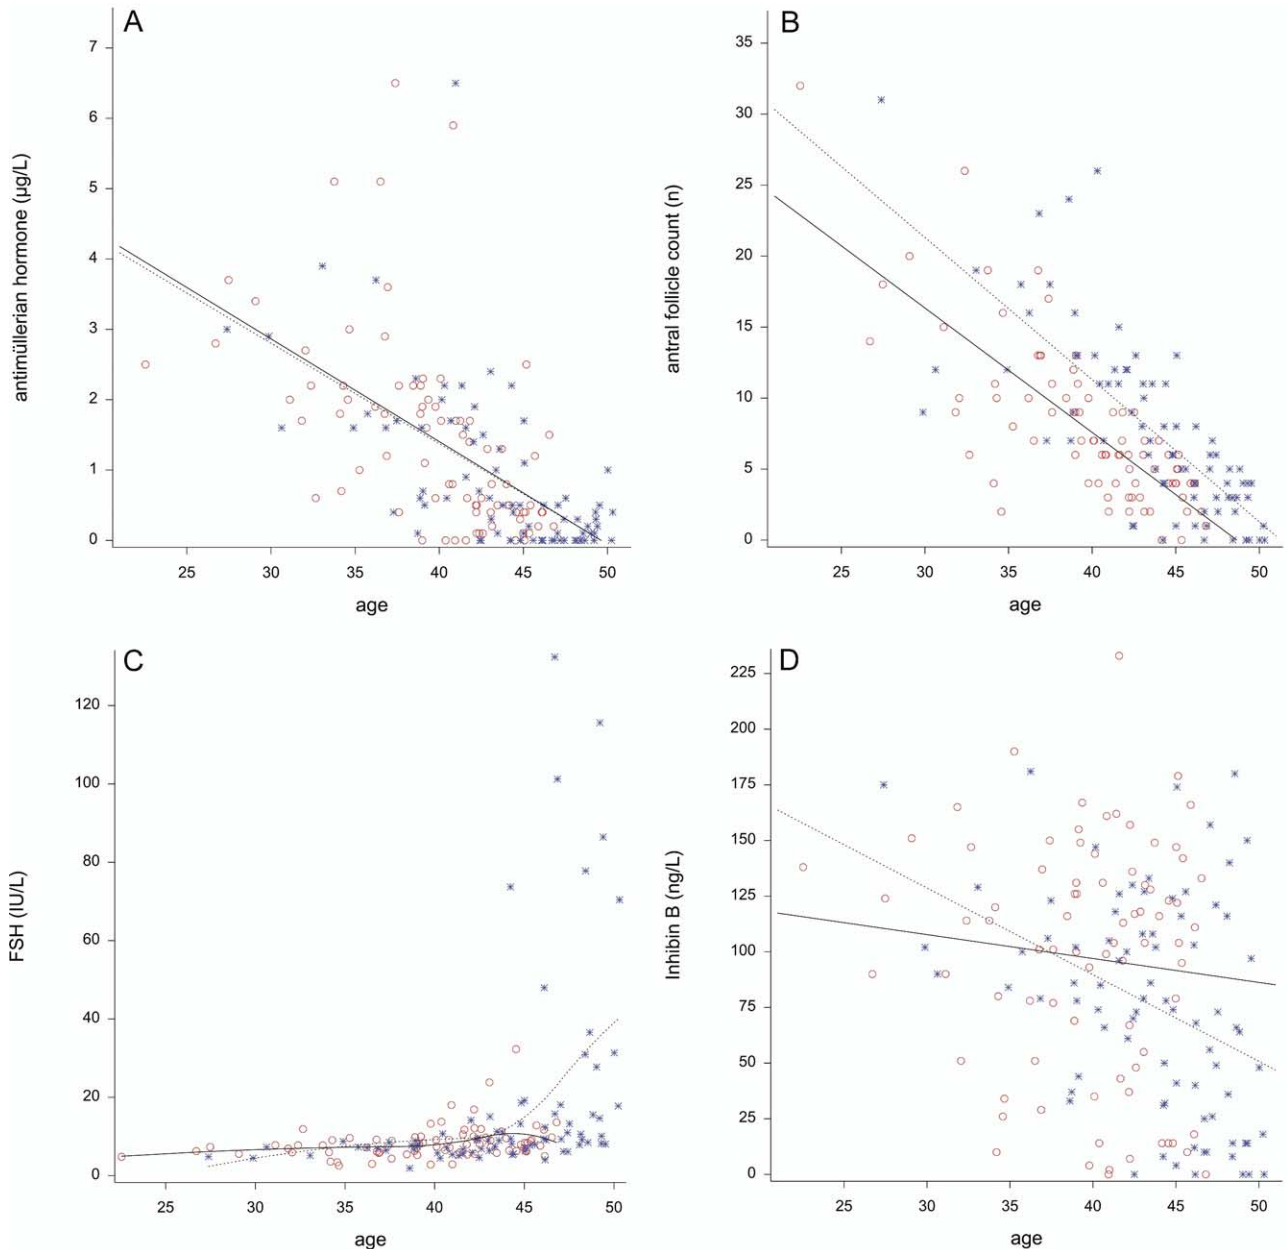 A
7
6
5
4
3
2
1
0
antimüllerian hormone (µg/L)
25 30 35 40 45 50
age
B
35
30
25
20
15
10
5
0
antral follicle count (n)
25 30 35 40 45 50
age
C
120
100
80
60
40
20
0
FSH (IU/L)
25 30 35 40 45 50
age
D
225
200
175
150
125
100
75
50
25
0
Inhibin B (ng/L)
25 30 35 40 45 50
age